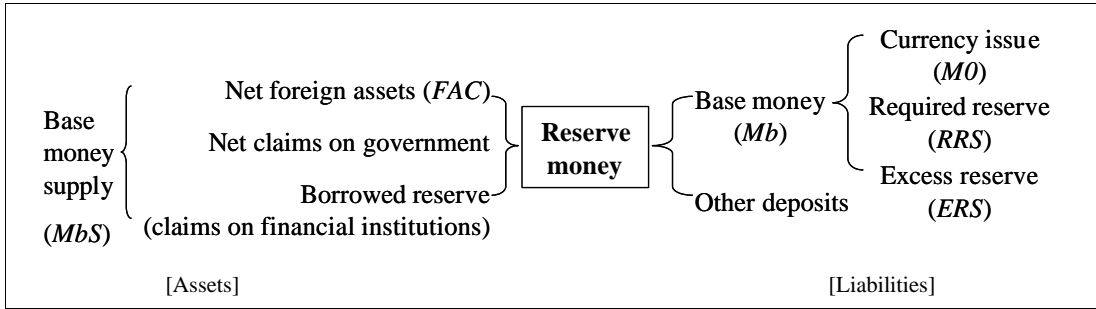 Base
money
supply
(MbS)
Net foreign assets (FAC)
Net claims on government
Borrowed reserve
(claims on financial institutions)
[Assets]
Reserve
money
Base money
(Mb)
Other deposits
Currency issue
(M0)
Required reserve
(RRS)
Excess reserve
(ERS)
[Liabilities]